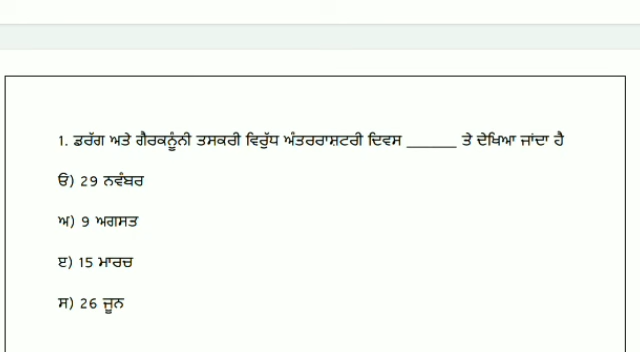 1. ਡਰੱਗ ਅਤੇ ਗੈਰਕਨੂੰਨੀ ਤਸਕਰੀ ਵਿਰੁੱਧ ਅੰਤਰਰਾਸ਼ਟਰੀ ਦਿਵਸ ______ ਤੇ ਦੇਖਿਆ ਜਾਂਦਾ ਹੈ
ੳ) 29 ਨਵੰਬਰ
ਅ) 9 ਅਗਸਤ
ੲ) 15 ਮਾਰਚ
ਸ) 26 ਜੂਨ